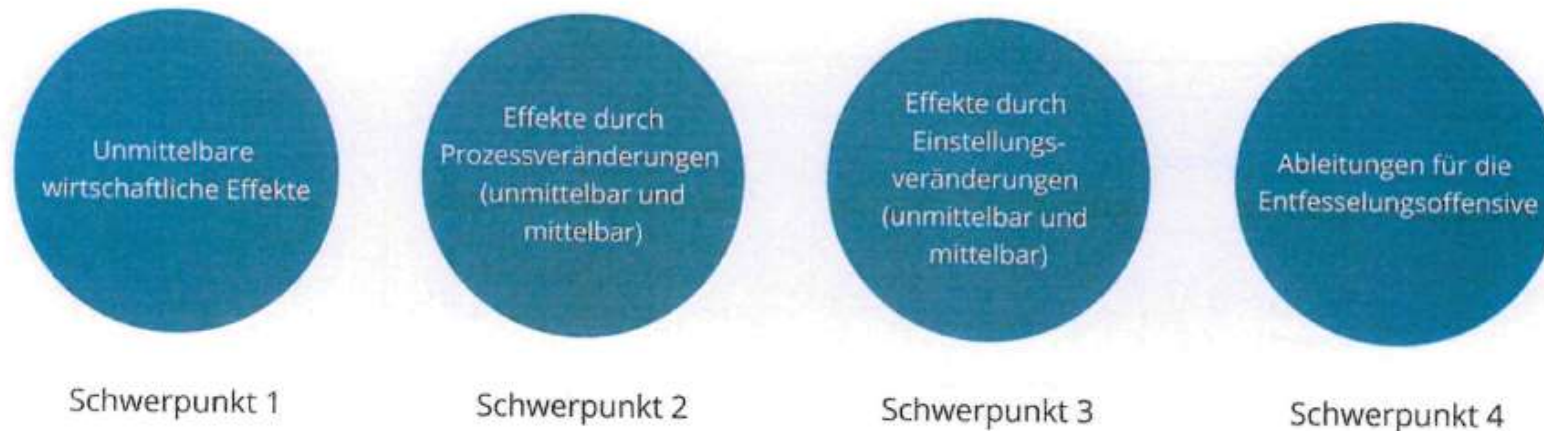 Unmittelbare
wirtschaftliche Effekte
Effekte durch
Prozessveränderungen
(unmittelbar und
mittelbar)
Effekte durch
Einstellungs-
veränderungen
(unmittelbar und
mittelbar)
Ableitungen für die
Entfesselungsoffensive
Schwerpunkt 1
Schwerpunkt 2
Schwerpunkt 3
Schwerpunkt 4